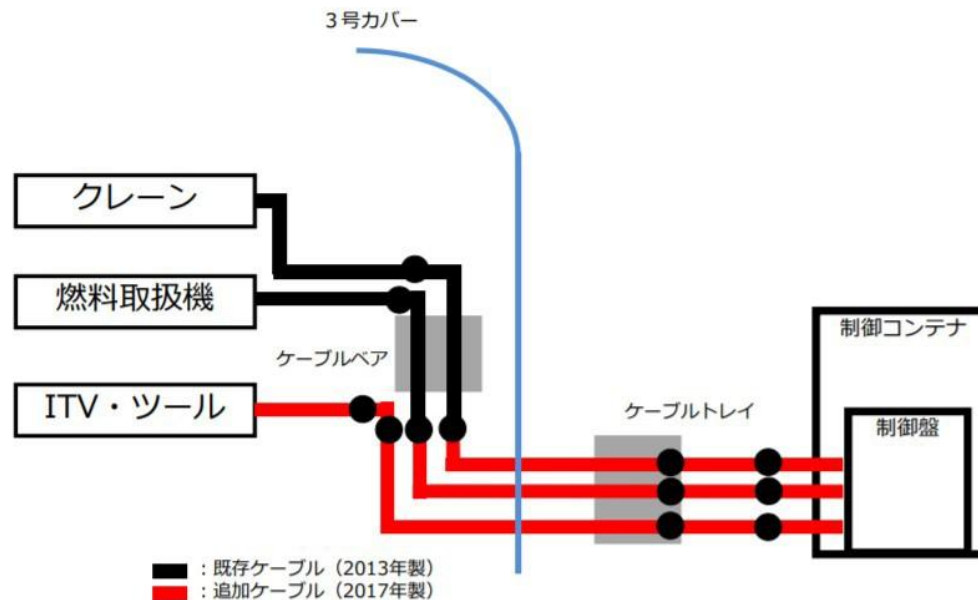 ３号カバー
クレーン
燃料取扱機
ケーブルベア
ITV・ツール
ケーブルトレイ
制御コンテナ
制御盤
：既存ケーブル（2013年製）
：追加ケーブル（2017年製）